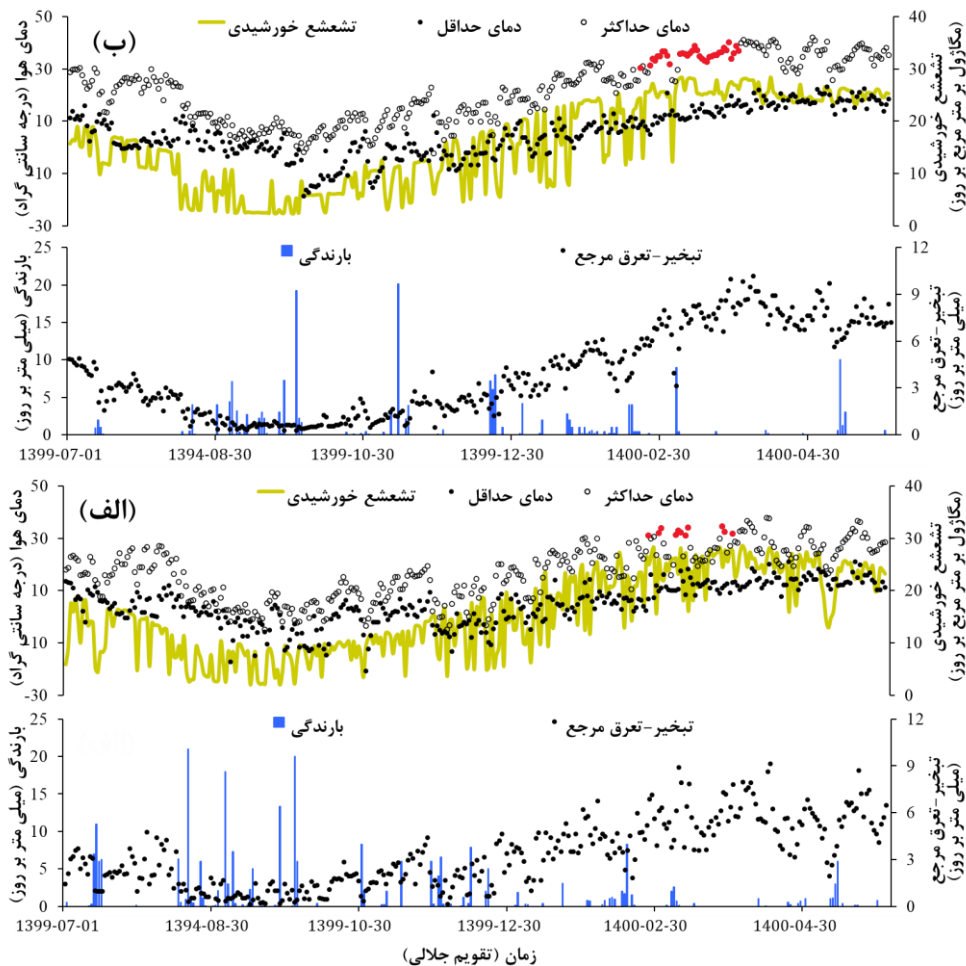 (ب)
دمای حداکثر
دمای حداقل
تشعشع خورشیدی
دمای هوا (درجه سانتی گراد)
50
30
10
-10
-30
تشعشع خورشیدی
(مگاژول بر متر مربع بر روز)
40
30
20
10
0
بارندگی
تبخیر-تعرق مرجع
بارندگی (میلی متر بر روز)
25
20
15
10
5
0
تبخیر-تعرق مرجع
(میلی متر بر روز)
12
9
6
3
0
1399-07-01 1394-08-30 1399-10-30 1399-12-30 1400-02-30 1400-04-30
(الف)
دمای حداکثر
دمای حداقل
تشعشع خورشیدی
دمای هوا (درجه سانتی گراد)
50
30
10
-10
-30
تشعشع خورشیدی
(مگاژول بر متر مربع بر روز)
40
30
20
10
0
بارندگی
تبخیر-تعرق مرجع
بارندگی (میلی متر بر روز)
25
20
15
10
5
0
تبخیر-تعرق مرجع
(میلی متر بر روز)
12
9
6
3
0
1399-07-01 1394-08-30 1399-10-30 1399-12-30 1400-02-30 1400-04-30
زمان (تقویم جلالی)